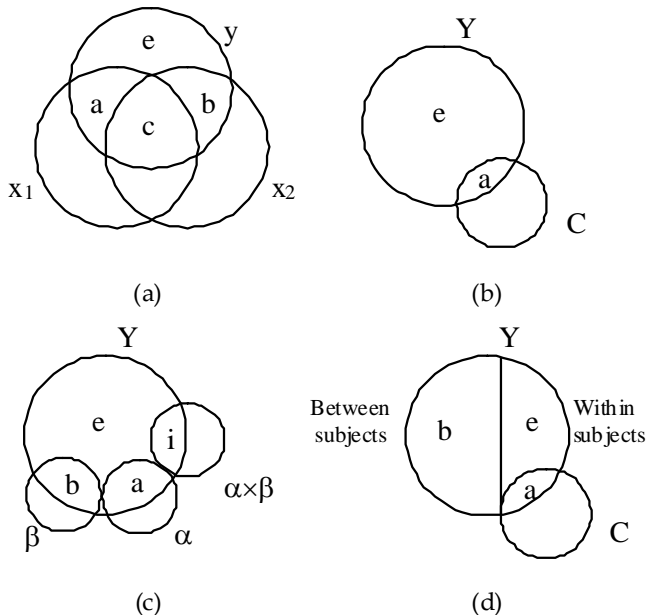 e
y
a
b
c
x1
x2
(a)
Y
e
a
C
(b)
Y
e
i
b
a
α×β
β
α
(c)
Y
Between
subjects
b
e
Within
subjects
a
C
(d)